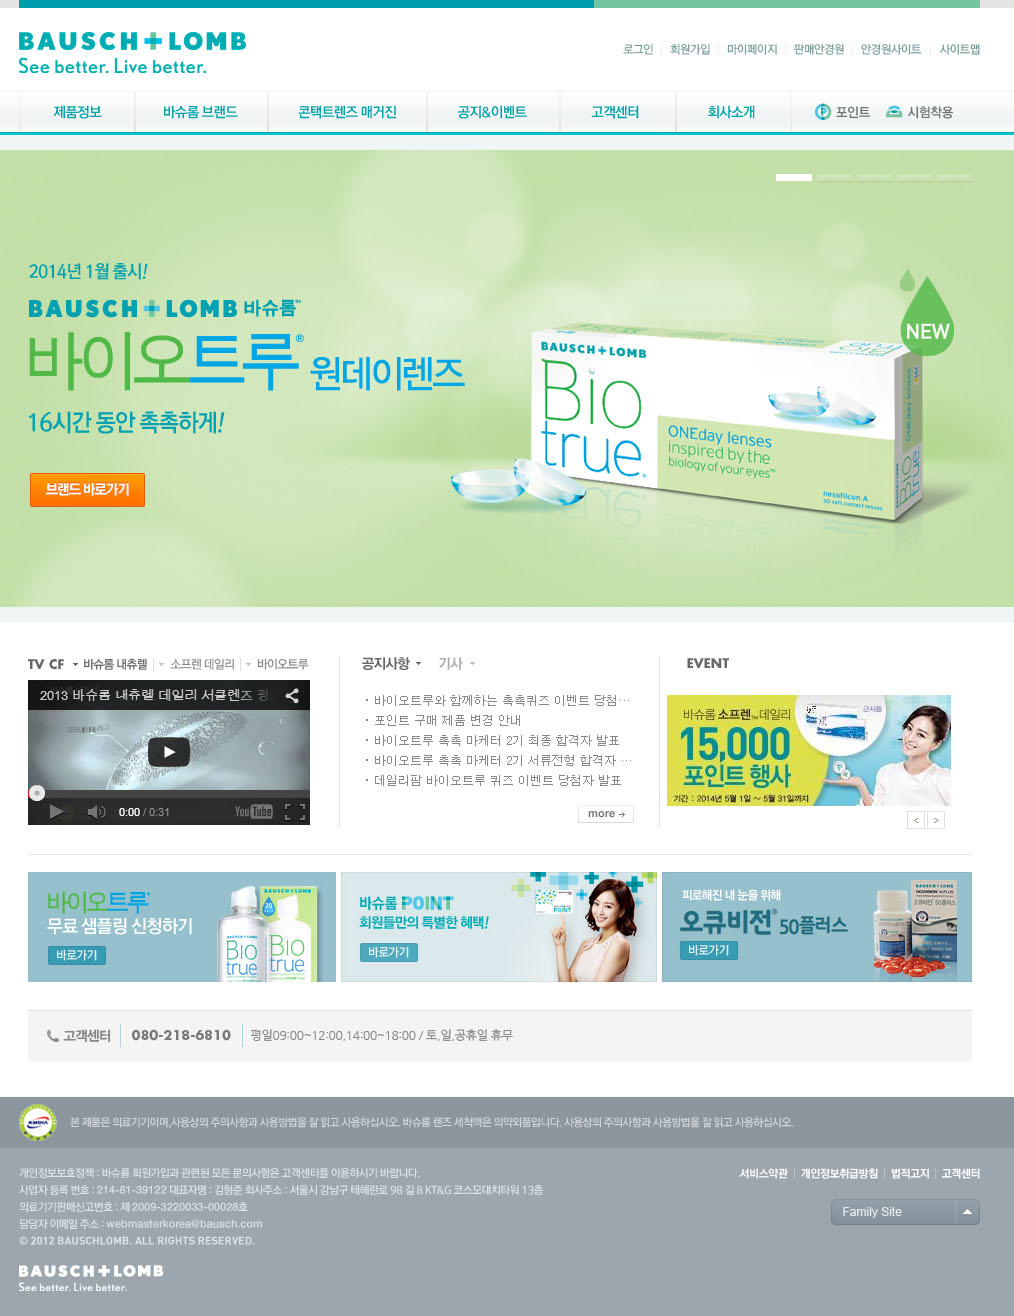 BAUSCH+LOMB
See better. Live better.
로그인 회원가입 마이페이지 판매안경원 안경원사이트 사이트맵
제품정보 바슈롬 브랜드 콘택트렌즈 매거진 공지&이벤트 고객센터 회사소개 포인트 시험착용
2014년 1월 출시!
BAUSCH+LOMB 바슈롬™
바이오트루® 원데이렌즈
16시간 동안 촉촉하게!
브랜드 바로가기
NEW
BAUSCH+LOMB
Bio
true®
ONEday lenses
inspired by the
biology of your eyes™
nesofilcon A
30 soft contact lenses
Bio
true
ONEday lenses
TV CF 바슈롬 내츄렐 소프렌 데일리 바이오트루
2013 바슈롬 내츄렐 데일리 서클렌즈 광
0:00 / 0:31
YouTube
공지사항 기사
· 바이오트루와 함께하는 촉촉퀴즈 이벤트 당첨…
· 포인트 구매 제품 변경 안내
· 바이오트루 촉촉 마케터 2기 최종 합격자 발표
· 바이오트루 촉촉 마케터 2기 서류전형 합격자 …
· 데일리팜 바이오트루 퀴즈 이벤트 당첨자 발표
more →
EVENT
바슈롬 소프렌™데일리
근시용
15,000
포인트 행사
기간 : 2014년 5월 1일 ~ 5월 31일까지
< >
바이오트루®
무료 샘플링 신청하기
바로가기
Bio
true
BAUSCH+LOMB
Bio
true
바슈롬 POINT
회원들만의 특별한 혜택!
바로가기
POINT
피로해진 내 눈을 위해
오큐비전® 50플러스
바로가기
BAUSCH+LOMB
오큐비전
50플러스
고객센터 080-218-6810 평일09:00~12:00,14:00~18:00 / 토,일,공휴일 휴무
KMDIA
본 제품은 의료기기이며,사용상의 주의사항과 사용방법을 잘 읽고 사용하십시오. 바슈롬 렌즈 세척액은 의약외품입니다. 사용상의 주의사항과 사용방법을 잘 읽고 사용하십시오.
개인정보보호정책 : 바슈롬 회원가입과 관련된 모든 문의사항은 고객센터를 이용하시기 바랍니다.
사업자 등록 번호 : 214-81-39122 대표자명 : 김형준 회사주소 : 서울시 강남구 테헤란로 98 길 8 KT&G 코스모대치타워 13층
의료기기판매신고번호 : 제 2009-3220033-00028호
담당자 이메일 주소 : webmasterkorea@bausch.com
© 2012 BAUSCHLOMB. ALL RIGHTS RESERVED.
서비스약관 개인정보취급방침 법적고지 고객센터
Family Site
BAUSCH+LOMB
See better. Live better.